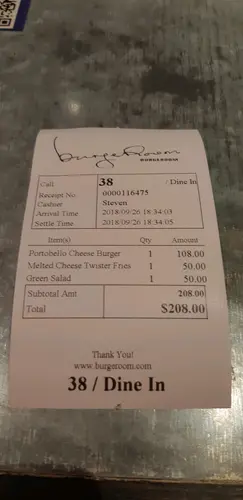 BurgeRoom
BURGEROOM
Call 38 / Dine In
Receipt No. 0000116475
Cashier Steven
Arrival Time 2018/09/26 18:34:03
Settle Time 2018/09/26 18:34:05
Item(s) Qty Amount
Portobello Cheese Burger 1 108.00
Melted Cheese Twister Fries 1 50.00
Green Salad 1 50.00
Subtotal Amt 208.00
Total $208.00
Thank You!
www.burgeroom.com
38 / Dine In